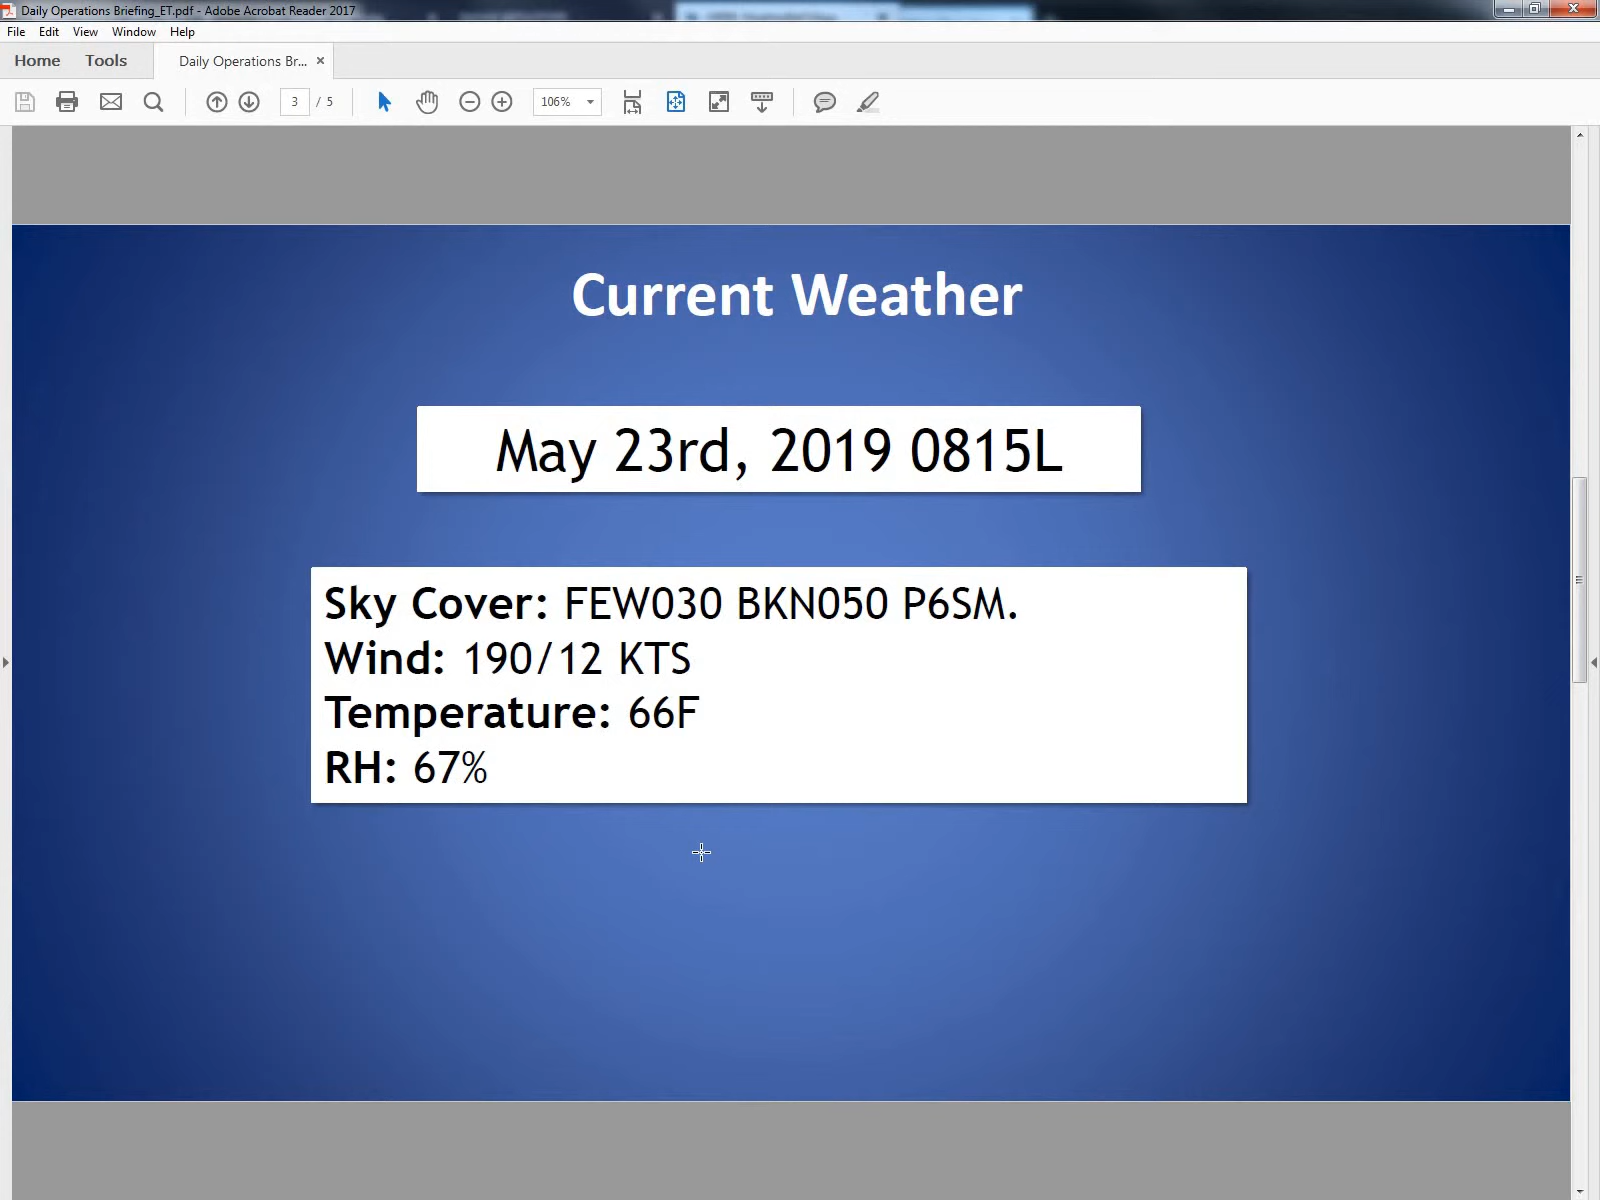 Daily Operations Briefing_ET.pdf - Adobe Acrobat Reader 2017
File Edit View Window Help
Home Tools Daily Operations Br... ×
3 / 5 106%
Current Weather
May 23rd, 2019 0815L
Sky Cover: FEW030 BKN050 P6SM.
Wind: 190/12 KTS
Temperature: 66F
RH: 67%